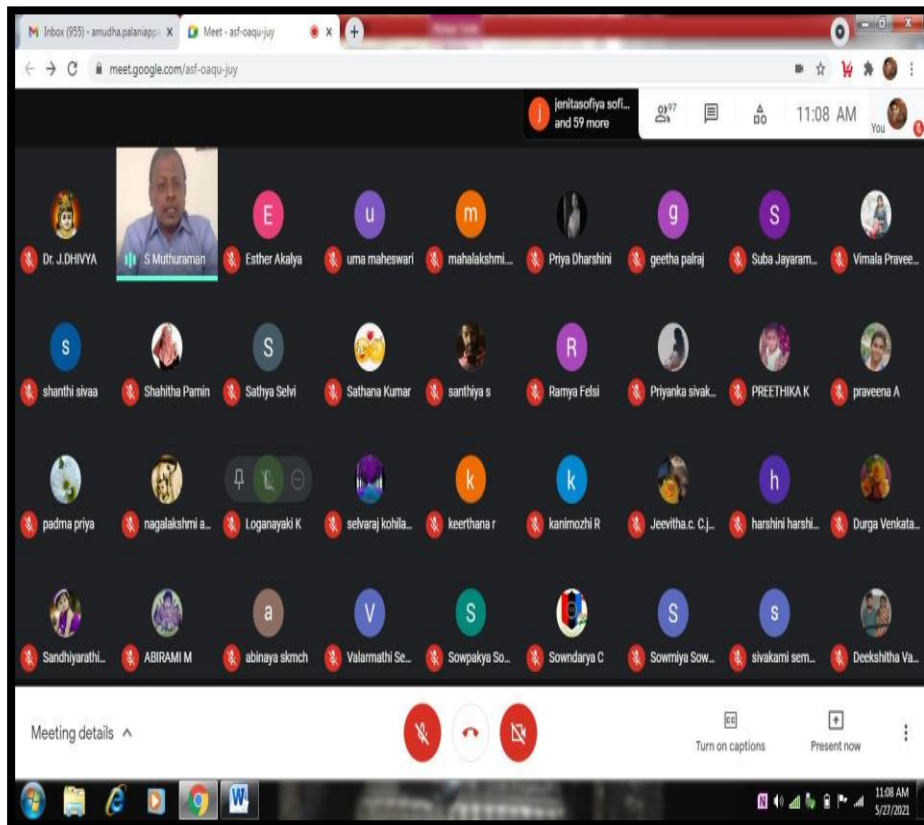 Inbox (955) - amudha.palaniapp X Meet - asf-oaqu-juy X +
meet.google.com/asf-oaqu-juy
j jenitasofiya sofi...
and 59 more
97
11:08 AM
You
Dr. J.DHIVYA S Muthuraman E Esther Akalya u uma maheswari m mahalakshmi.... Priya Dharshini g geetha palraj S Suba Jayaram... Vimala Pravee...
s shanthi sivaa Shahitha Pamin S Sathya Selvi Sathana Kumar santhiya s R Ramya Felsi Priyanka sivak... PREETHIKA K praveena A
padma priya nagalakshmi a... L Loganayaki K selvaraj kohila... k keerthana r k kanimozhi R Jeevitha.c. C.j... h harshini harshi... Durga Venkata...
Sandhiyarathi... ABIRAMI M a abinaya skmch V Valarmathi Se... S Sowpakya So... Sowndarya C S Sowmiya Sow... s sivakami sem... Deekshitha Va...
Meeting details
CC
Turn on captions Present now
W
N 11:08 AM
5/27/2021